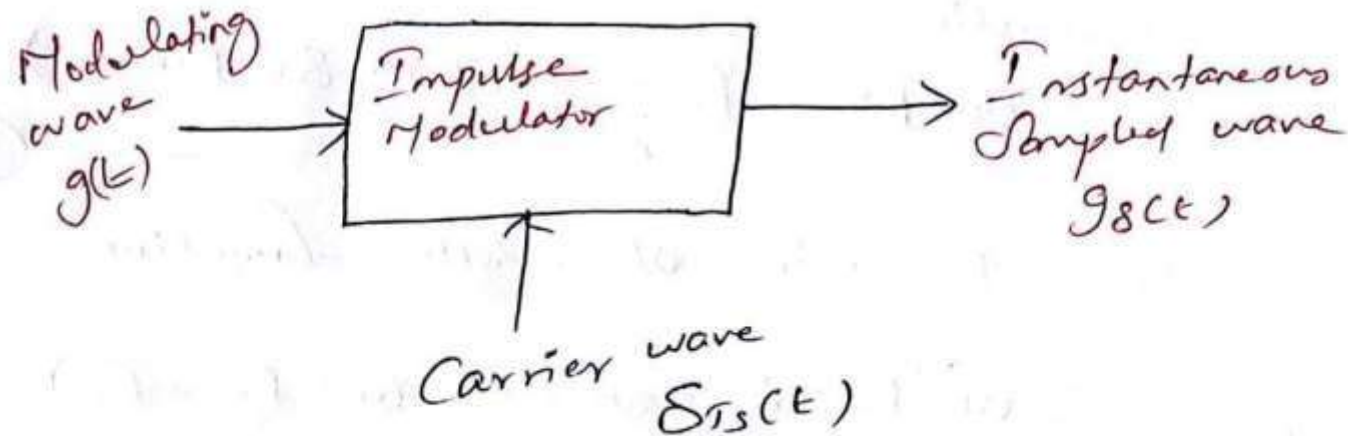 Modulating
wave
g(t)
Impulse
Modulator
Instantaneous
Sampled wave
gδ(t)
Carrier wave
δTs(t)